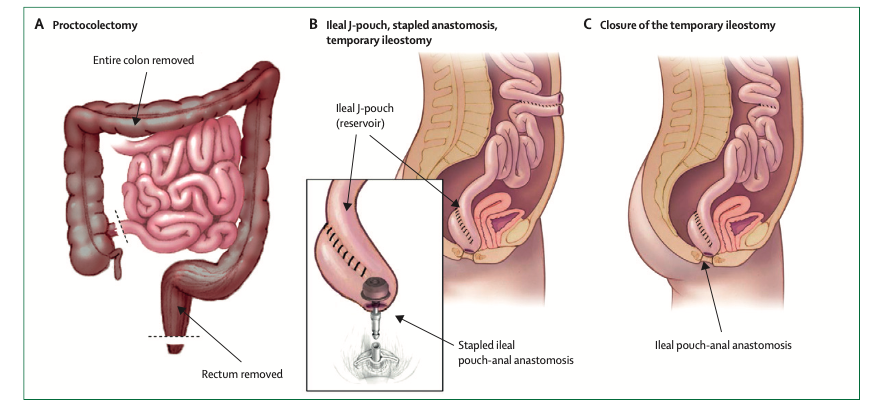 A Proctocolectomy
Entire colon removed
Rectum removed
B Ileal J-pouch, stapled anastomosis,
temporary ileostomy
Ileal J-pouch
(reservoir)
Stapled ileal
pouch-anal anastomosis
C Closure of the temporary ileostomy
Ileal pouch-anal anastomosis